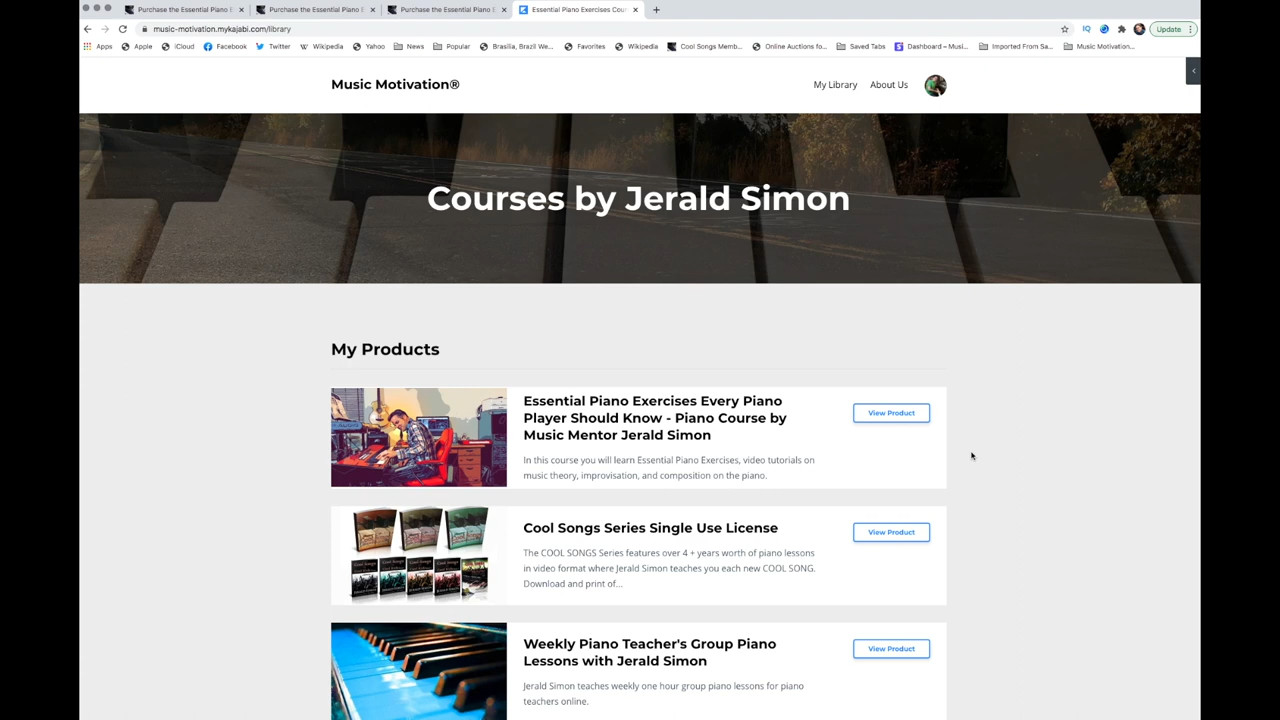 Purchase the Essential Piano E
Purchase the Essential Piano E
Purchase the Essential Piano E
Essential Piano Exercises Cour
music-motivation.mykajabi.com/library
Update
Apps
Apple
iCloud
Facebook
Twitter
Wikipedia
Yahoo
News
Popular
Brasília, Brazil We...
Favorites
Wikipedia
Cool Songs Memb...
Online Auctions fo...
Saved Tabs
Dashboard – Musi...
Imported From Sa...
Music Motivation...
Music Motivation®
My Library
About Us
Courses by Jerald Simon
My Products
Essential Piano Exercises Every Piano
Player Should Know - Piano Course by
Music Mentor Jerald Simon
View Product
In this course you will learn Essential Piano Exercises, video tutorials on
music theory, improvisation, and composition on the piano.
Cool Songs Series Single Use License
View Product
The COOL SONGS Series features over 4 + years worth of piano lessons
in video format where Jerald Simon teaches you each new COOL SONG.
Download and print of...
Weekly Piano Teacher's Group Piano
Lessons with Jerald Simon
View Product
Jerald Simon teaches weekly one hour group piano lessons for piano
teachers online.